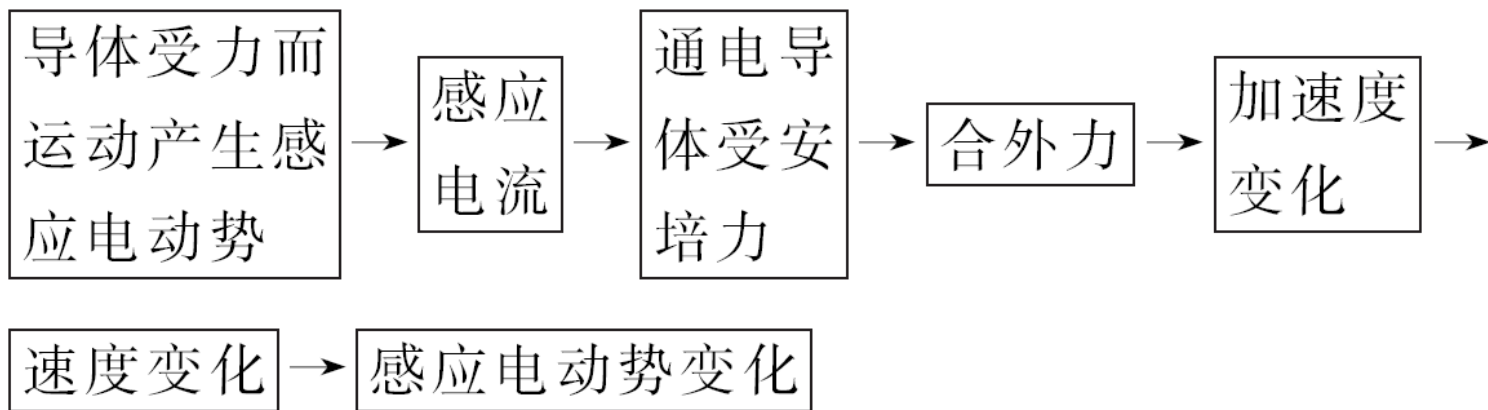 导体受力而
运动产生感
应电动势
感应
电流
通电导
体受安
培力
合外力
加速度
变化
速度变化
感应电动势变化